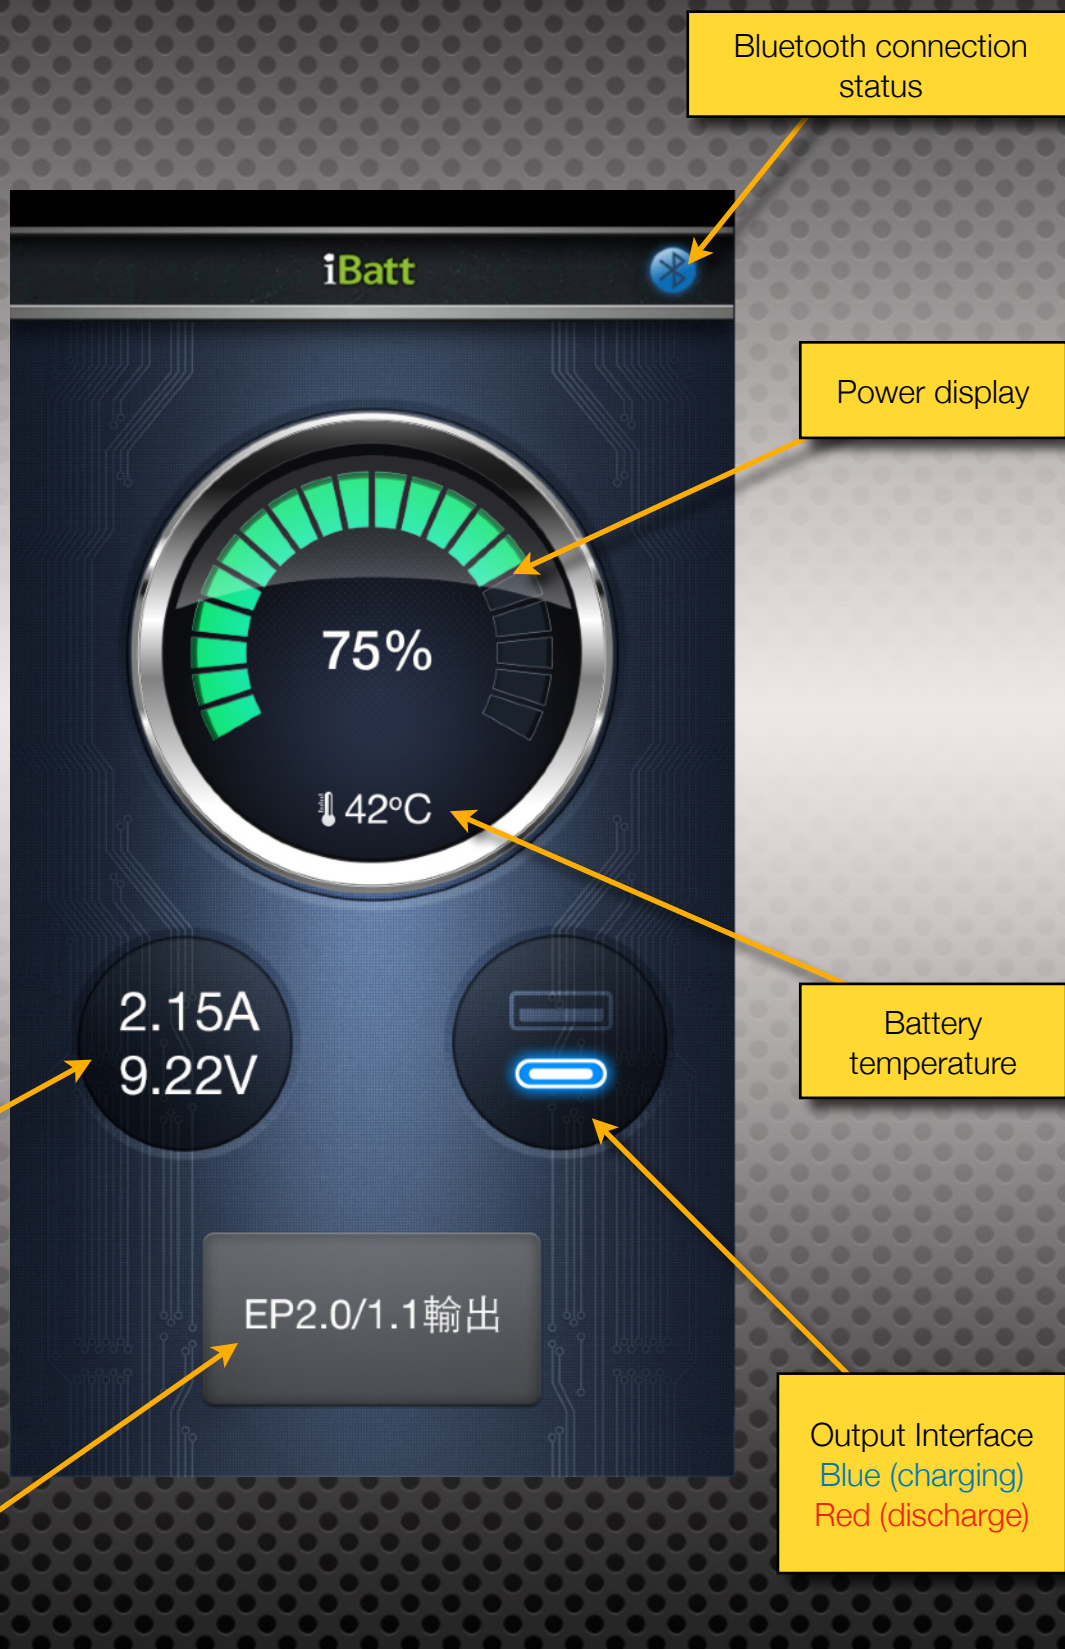 Bluetooth connection
status
iBatt
Power display
75%
42°C
2.15A
9.22V
Battery
temperature
EP2.0/1.1輸出
Output Interface
Blue (charging)
Red (discharge)